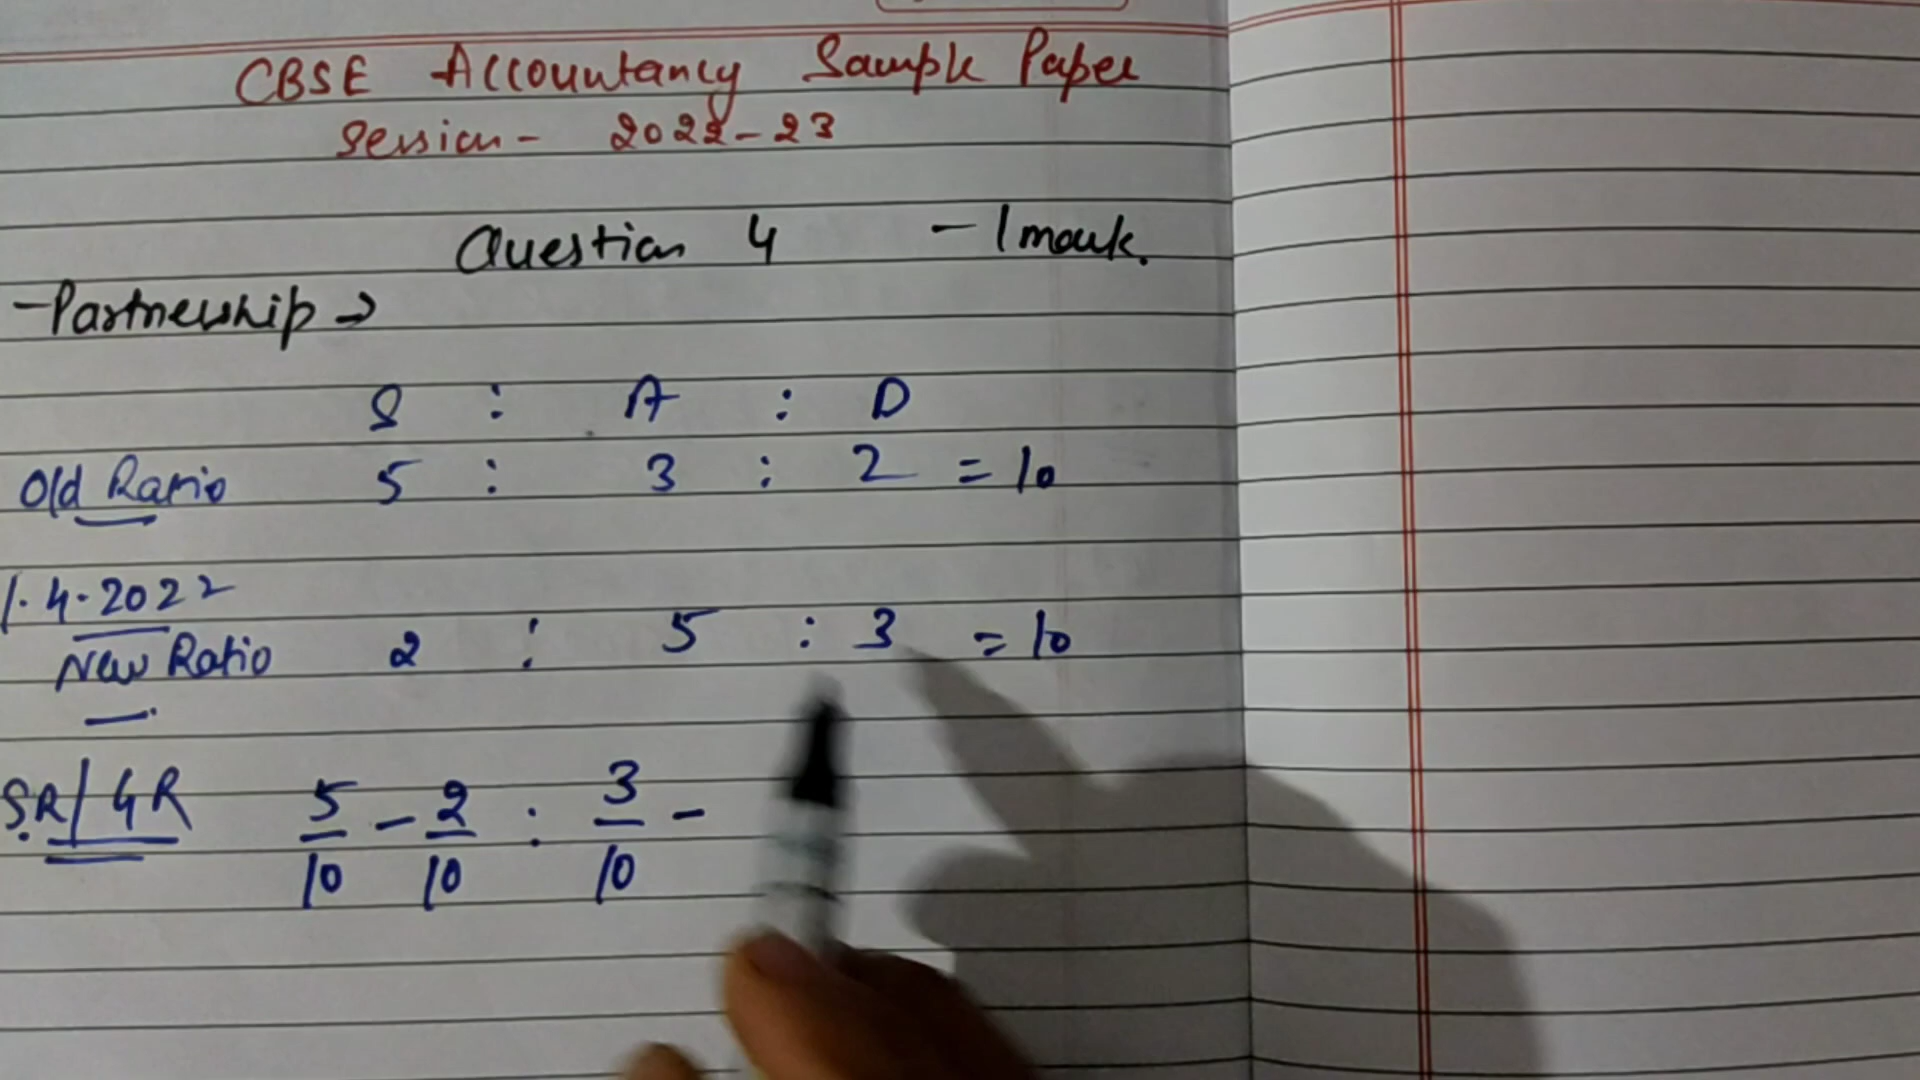 CBSE Accountancy Sample Paper
Session - 2022-23
Question 4 - 1 mark.
- Partnership →
S : A : D
Old Ratio 5 : 3 : 2 = 10
1.4.2022
New Ratio 2 : 5 : 3 = 10
S.R/GR 5/10 - 2/10 : 3/10 -